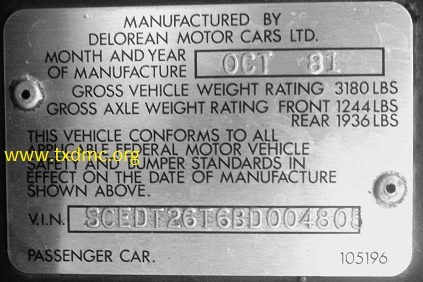 MANUFACTURED BY
DELOREAN MOTOR CARS LTD.
MONTH AND YEAR
OF MANUFACTURE OCT 81
GROSS VEHICLE WEIGHT RATING 3180 LBS
GROSS AXLE WEIGHT RATING FRONT 1244 LBS
REAR 1936 LBS
THIS VEHICLE CONFORMS TO ALL
FEDERAL MOTOR VEHICLE
www.txdmc.org
AND BUMPER STANDARDS IN
EFFECT ON THE DATE OF MANUFACTURE
SHOWN ABOVE.
V.I.N. SCEDT26T6BD004805
PASSENGER CAR. 105196